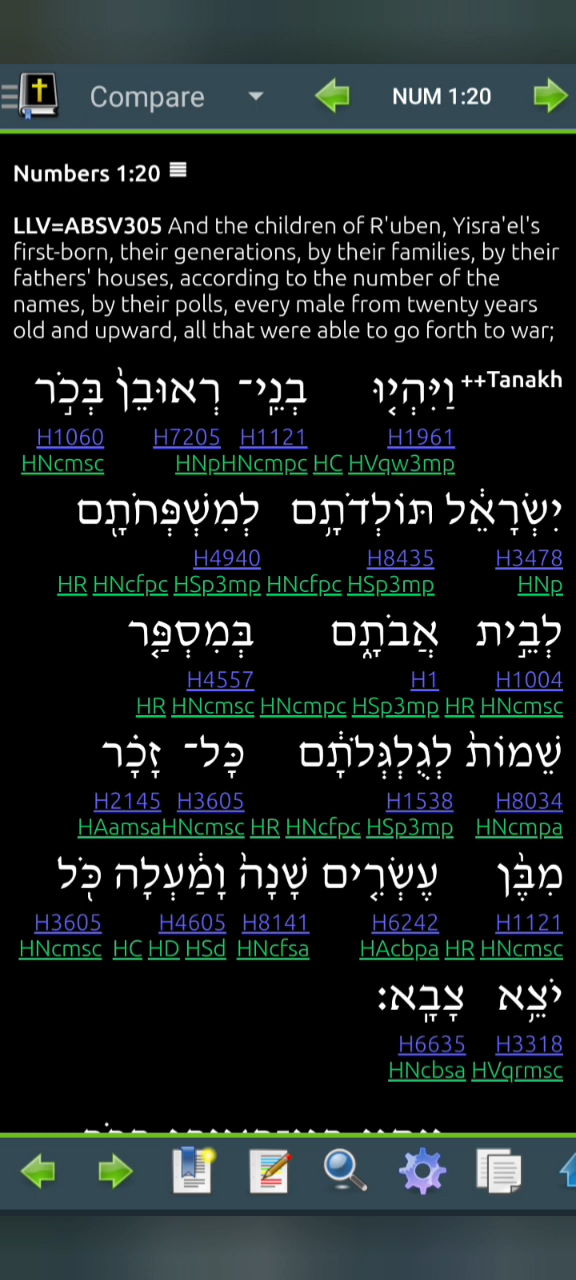 Compare NUM 1:20
Numbers 1:20
LLV=ABSV305 And the children of R'uben, Yisra'el's
first-born, their generations, by their families, by their
fathers' houses, according to the number of the
names, by their polls, every male from twenty years
old and upward, all that were able to go forth to war;
++Tanakh וַיִּהְי֤וּ בְנֵֽי־ רְאוּבֵן֙ בְּכֹ֣ר
H1060 H7205 H1121 H1961
HNcmsc HNpHNcmpc HC HVqw3mp
יִשְׂרָאֵ֔ל תּוֹלְדֹתָ֥ם לְמִשְׁפְּחֹתָ֖ם
H4940 H8435 H3478
HR HNcfpc HSp3mp HNcfpc HSp3mp HNp
לְבֵ֣ית אֲבֹתָ֑ם בְּמִסְפַּ֤ר
H4557 H1 H1004
HR HNcmsc HNcmpc HSp3mp HR HNcmsc
שֵׁמוֹת֙ לְגֻלְגְּלֹתָ֔ם כָּל־ זָכָ֗ר
H2145 H3605 H1538 H8034
HAamsaHNcmsc HR HNcfpc HSp3mp HNcmpa
מִבֶּ֨ן עֶשְׂרִ֤ים שָׁנָה֙ וָמַ֔עְלָה כֹּ֖ל
H3605 H4605 H8141 H6242 H1121
HNcmsc HC HD HSd HNcfsa HAcbpa HR HNcmsc
יֹצֵ֥א צָבָֽא׃
H6635 H3318
HNcbsa HVqrmsc